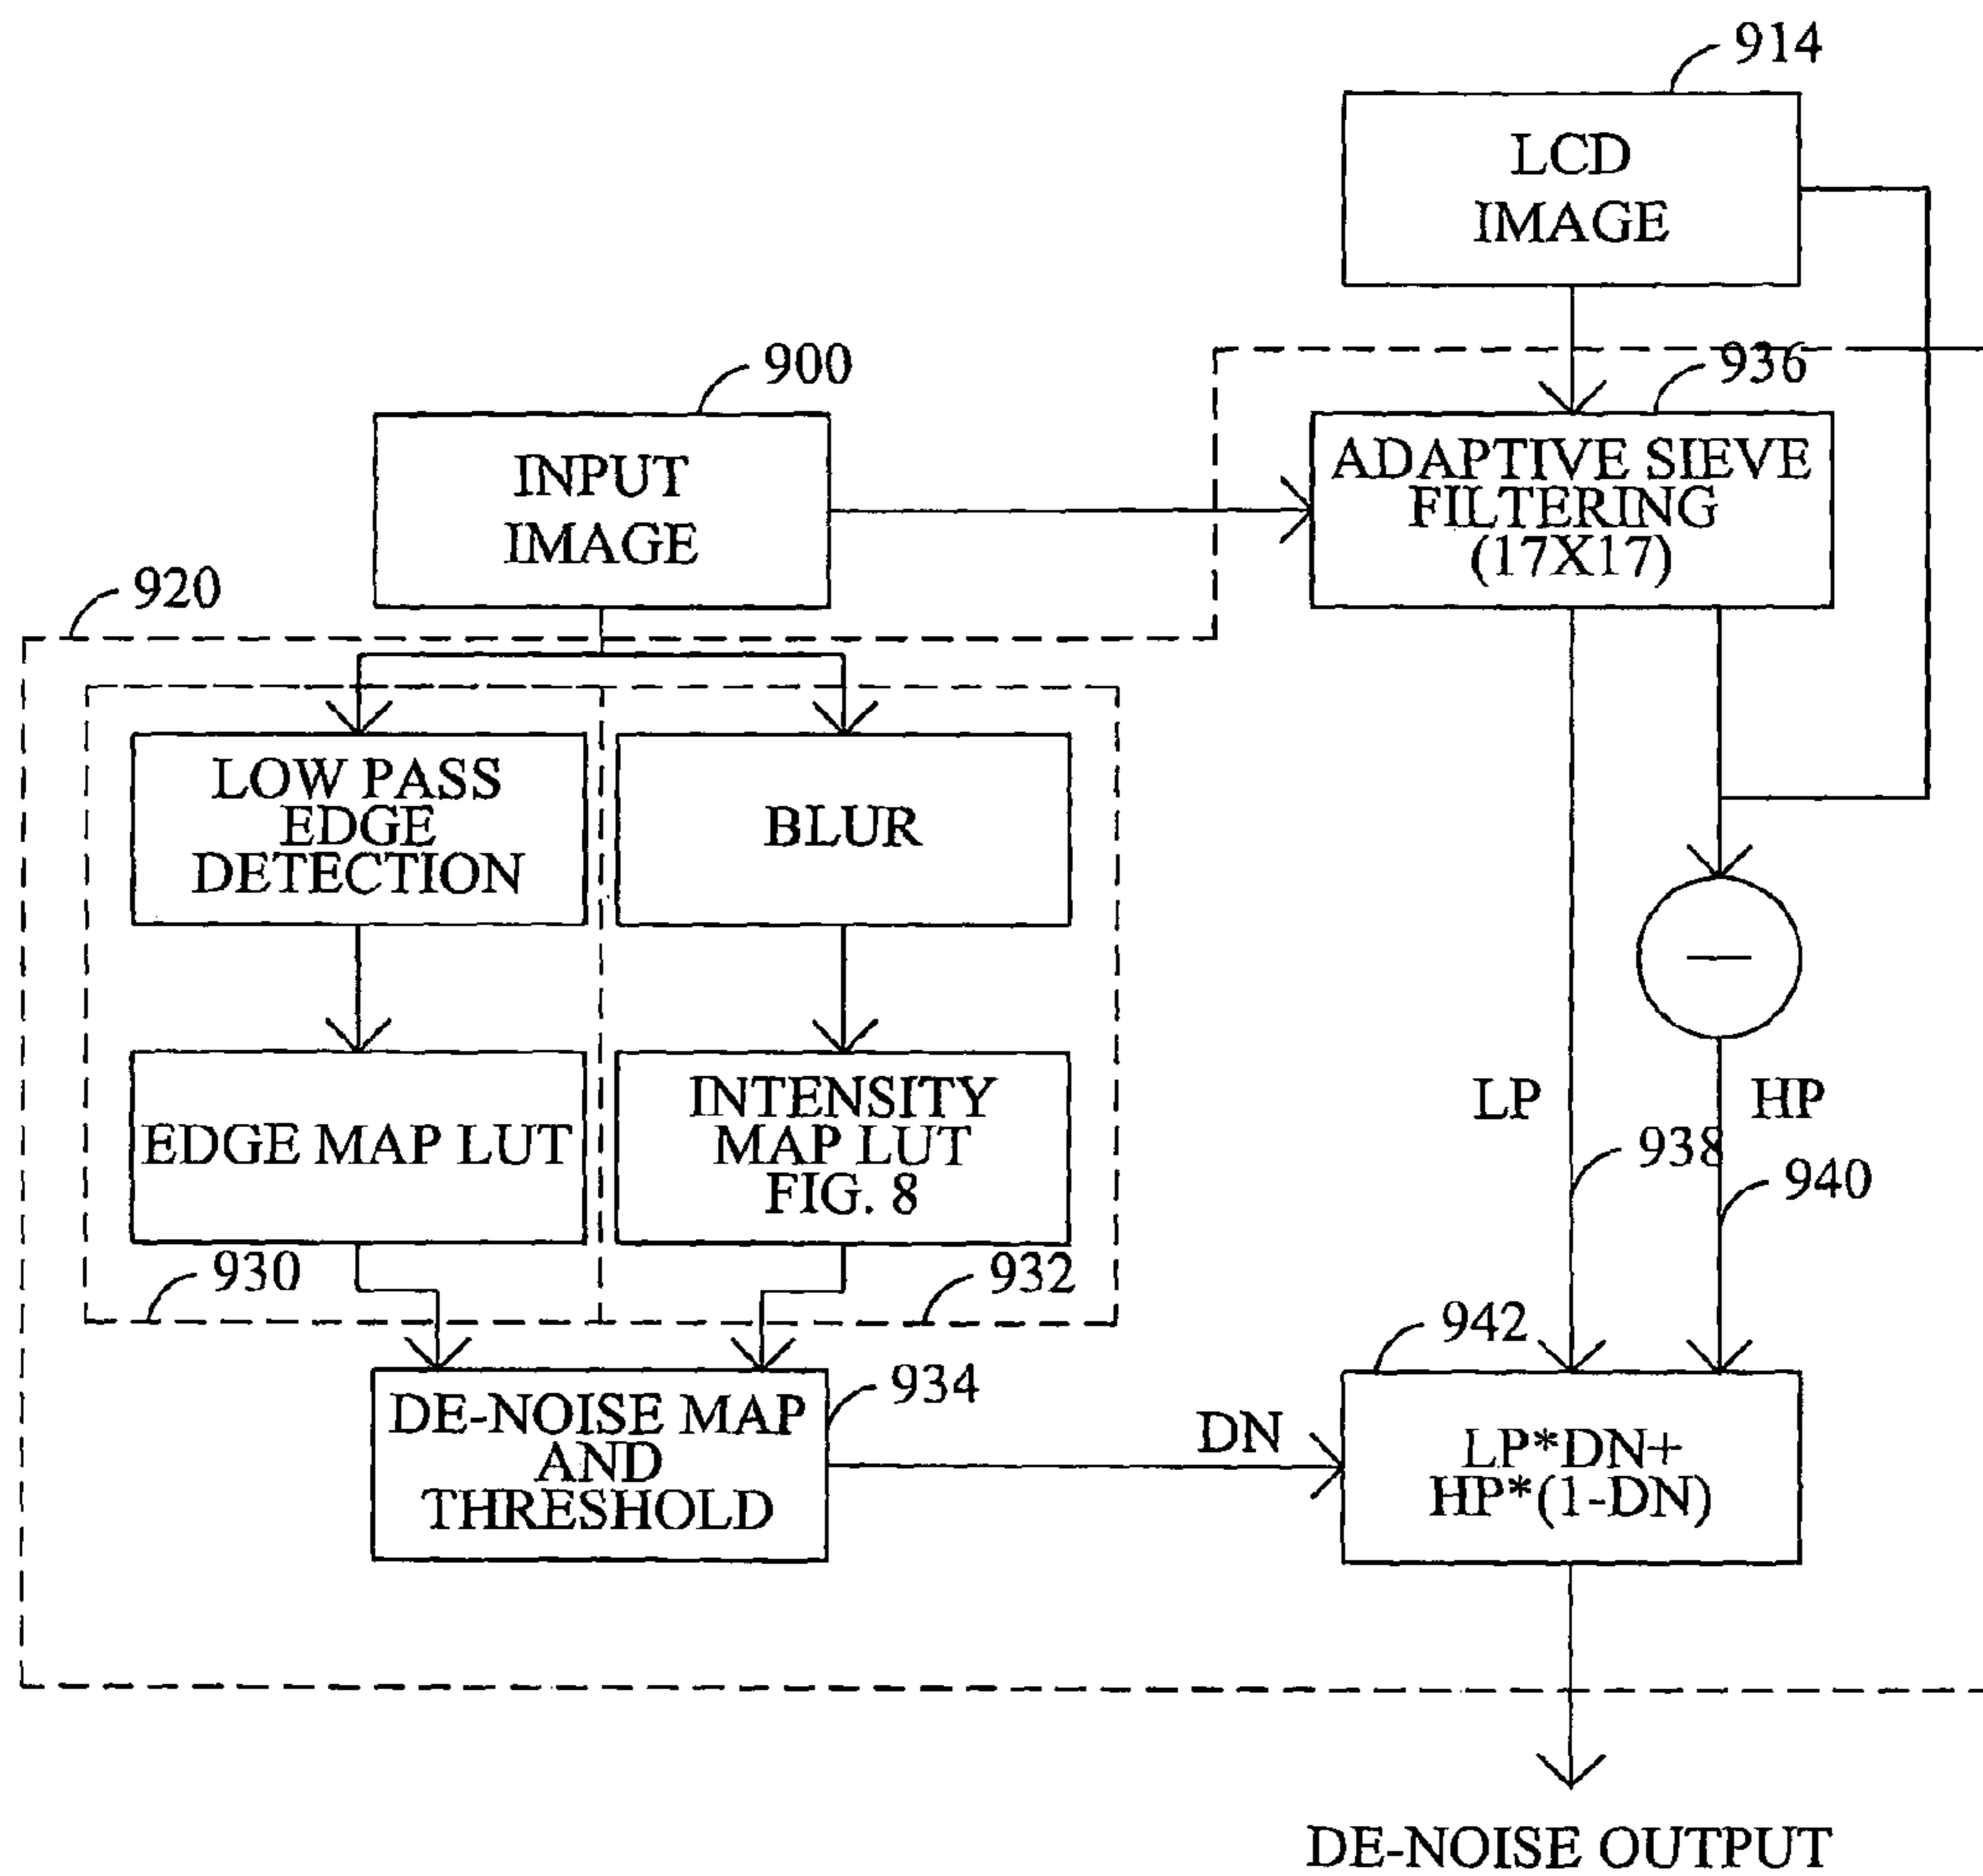 914
LCD
IMAGE
936
900
ADAPTIVE SIEVE
FILTERING
(17X17)
INPUT
IMAGE
920
LOW PASS
EDGE
DETECTION
BLUR
EDGE MAP LUT
INTENSITY
MAP LUT
FIG. 8
LP
HP
938
940
930
932
942
934
DE-NOISE MAP
AND
THRESHOLD
DN
LP*DN+
HP*(1-DN)
DE-NOISE OUTPUT